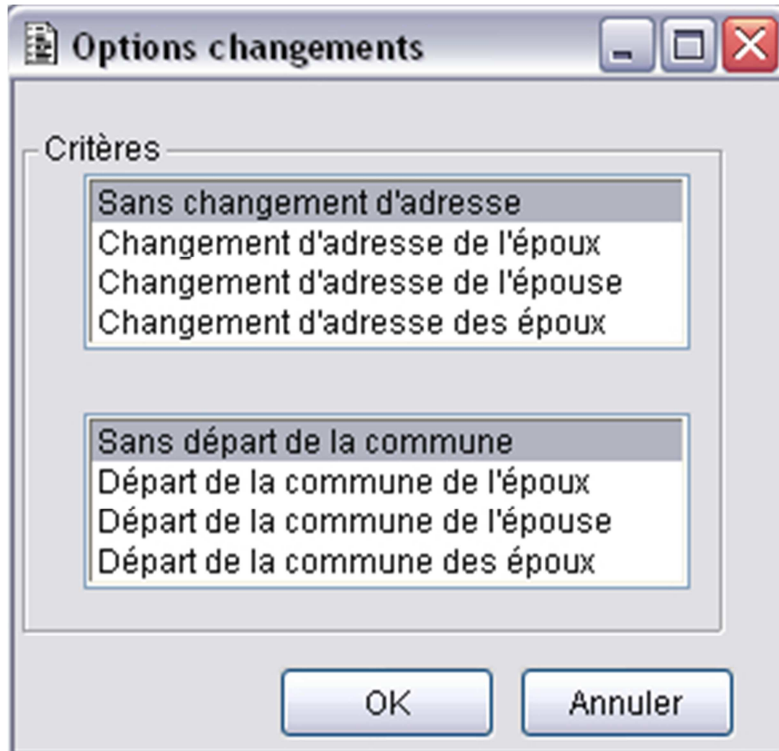 Options changements
Critères
Sans changement d'adresse
Changement d'adresse de l'époux
Changement d'adresse de l'épouse
Changement d'adresse des époux
Sans départ de la commune
Départ de la commune de l'époux
Départ de la commune de l'épouse
Départ de la commune des époux
OK Annuler